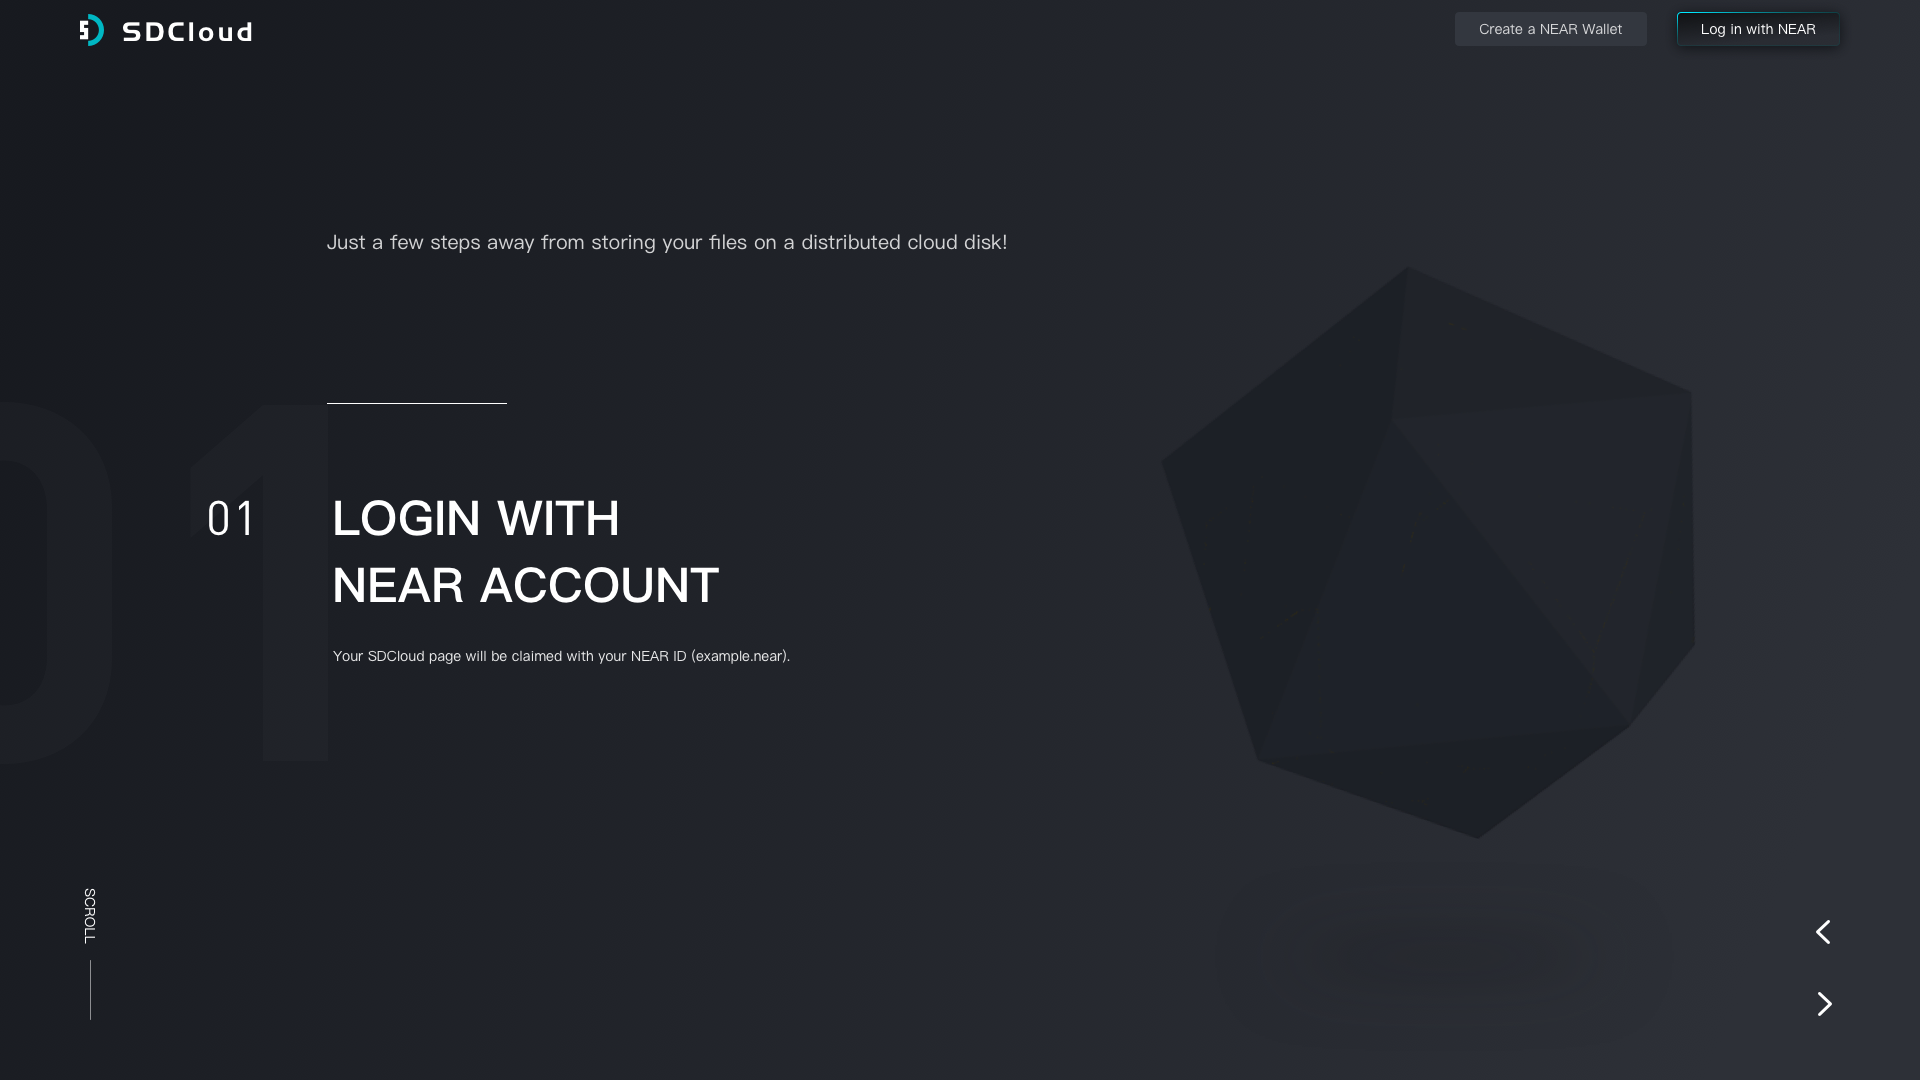 SDCloud
Create a NEAR Wallet
Log in with NEAR
Just a few steps away from storing your files on a distributed cloud disk!
01
01
LOGIN WITH
NEAR ACCOUNT
Your SDCloud page will be claimed with your NEAR ID (example.near).
SCROLL